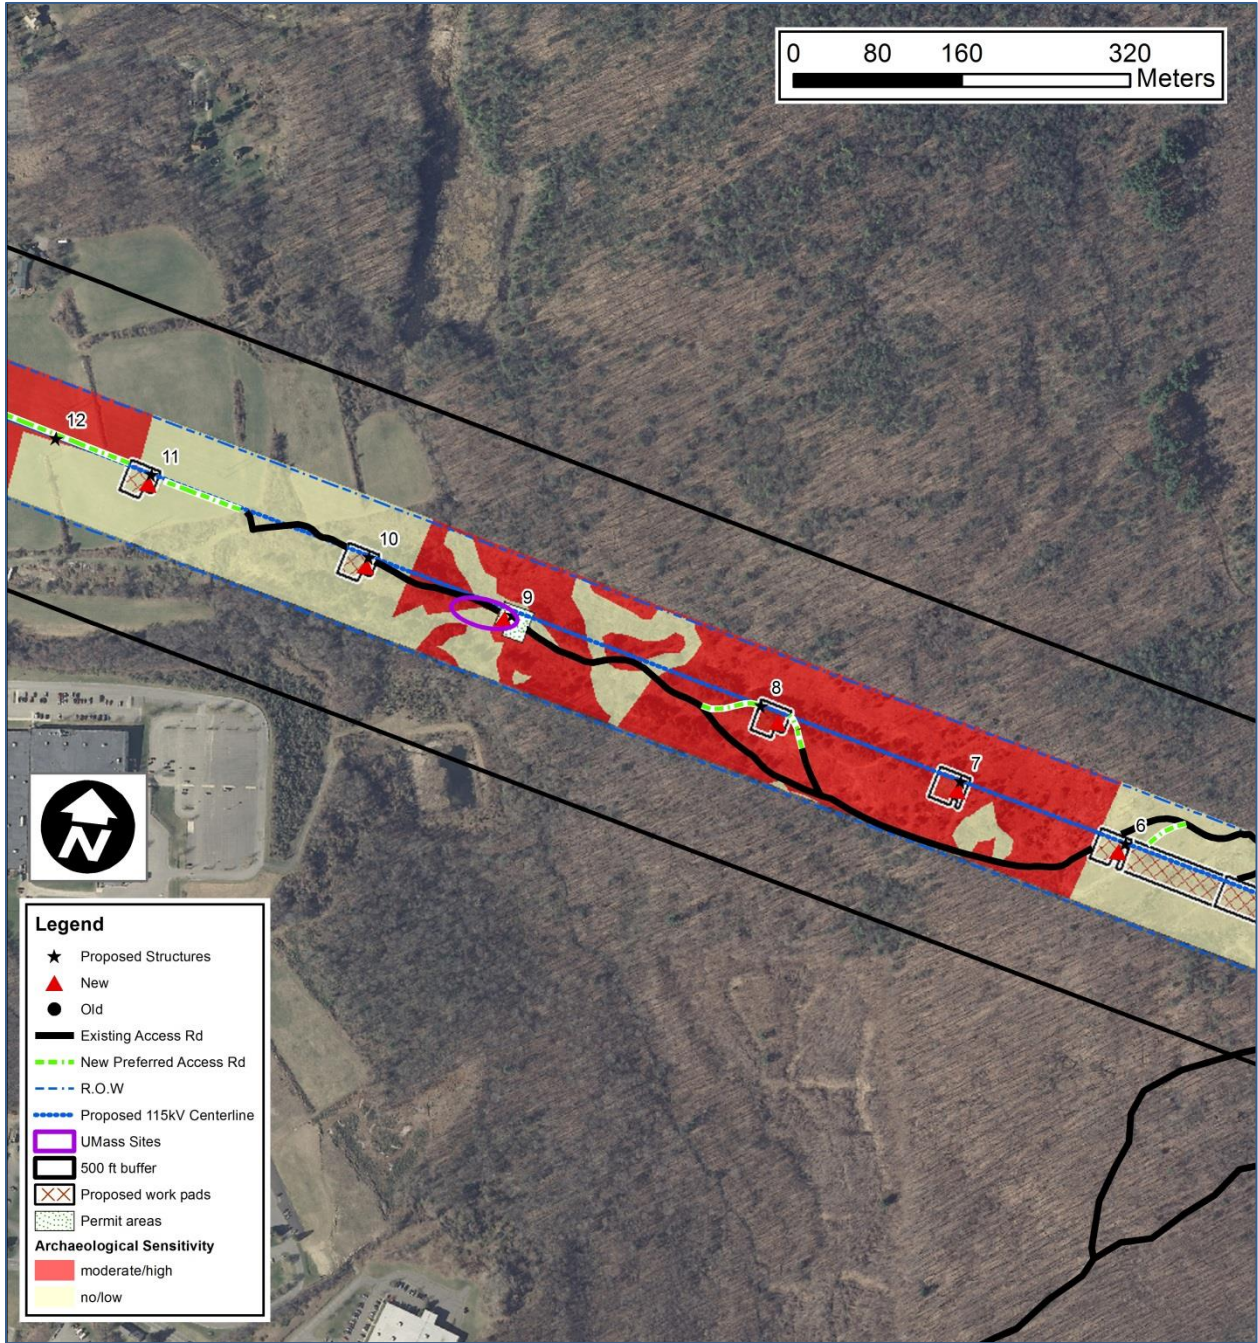 0 80 160 320
Meters
12
11
10
9
8
7
6
N
Legend
Proposed Structures
New
Old
Existing Access Rd
New Preferred Access Rd
R.O.W
Proposed 115kV Centerline
UMass Sites
500 ft buffer
Proposed work pads
Permit areas
Archaeological Sensitivity
moderate/high
no/low